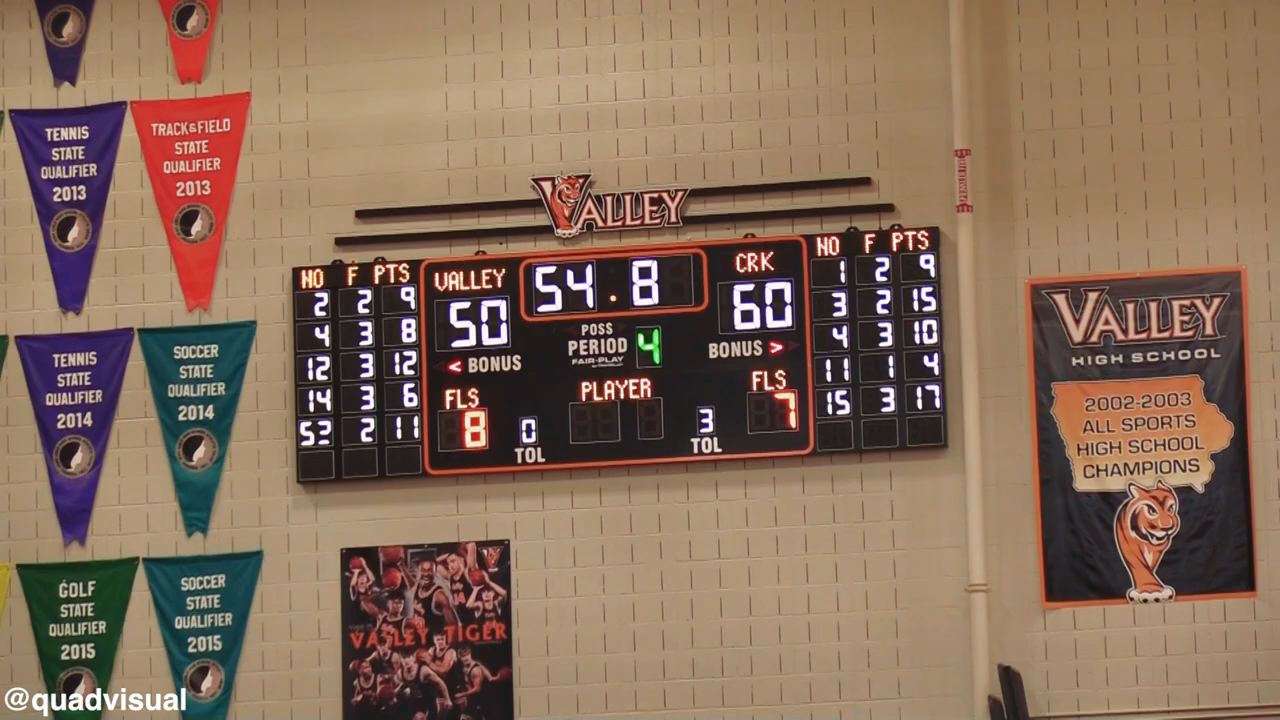 TENNIS
STATE
QUALIFIER
2013
TRACK&FIELD
STATE
QUALIFIER
2013
TENNIS
STATE
QUALIFIER
2014
SOCCER
STATE
QUALIFIER
2014
GOLF
STATE
QUALIFIER
2015
SOCCER
STATE
QUALIFIER
2015
VALLEY
NO F PTS
2 2 9
4 3 8
12 3 12
14 3 6
52 2 11
VALLEY
50
< BONUS
FLS
8
0
TOL
54.8
POSS
PERIOD 4
FAIR-PLAY
PLAYER
CRK
60
BONUS >
FLS
7
3
TOL
NO F PTS
1 2 9
3 2 15
4 3 10
11 1 4
15 3 17
VALLEY
HIGH SCHOOL
2002-2003
ALL SPORTS
HIGH SCHOOL
CHAMPIONS
VALLEY TIGER
@quadvisual